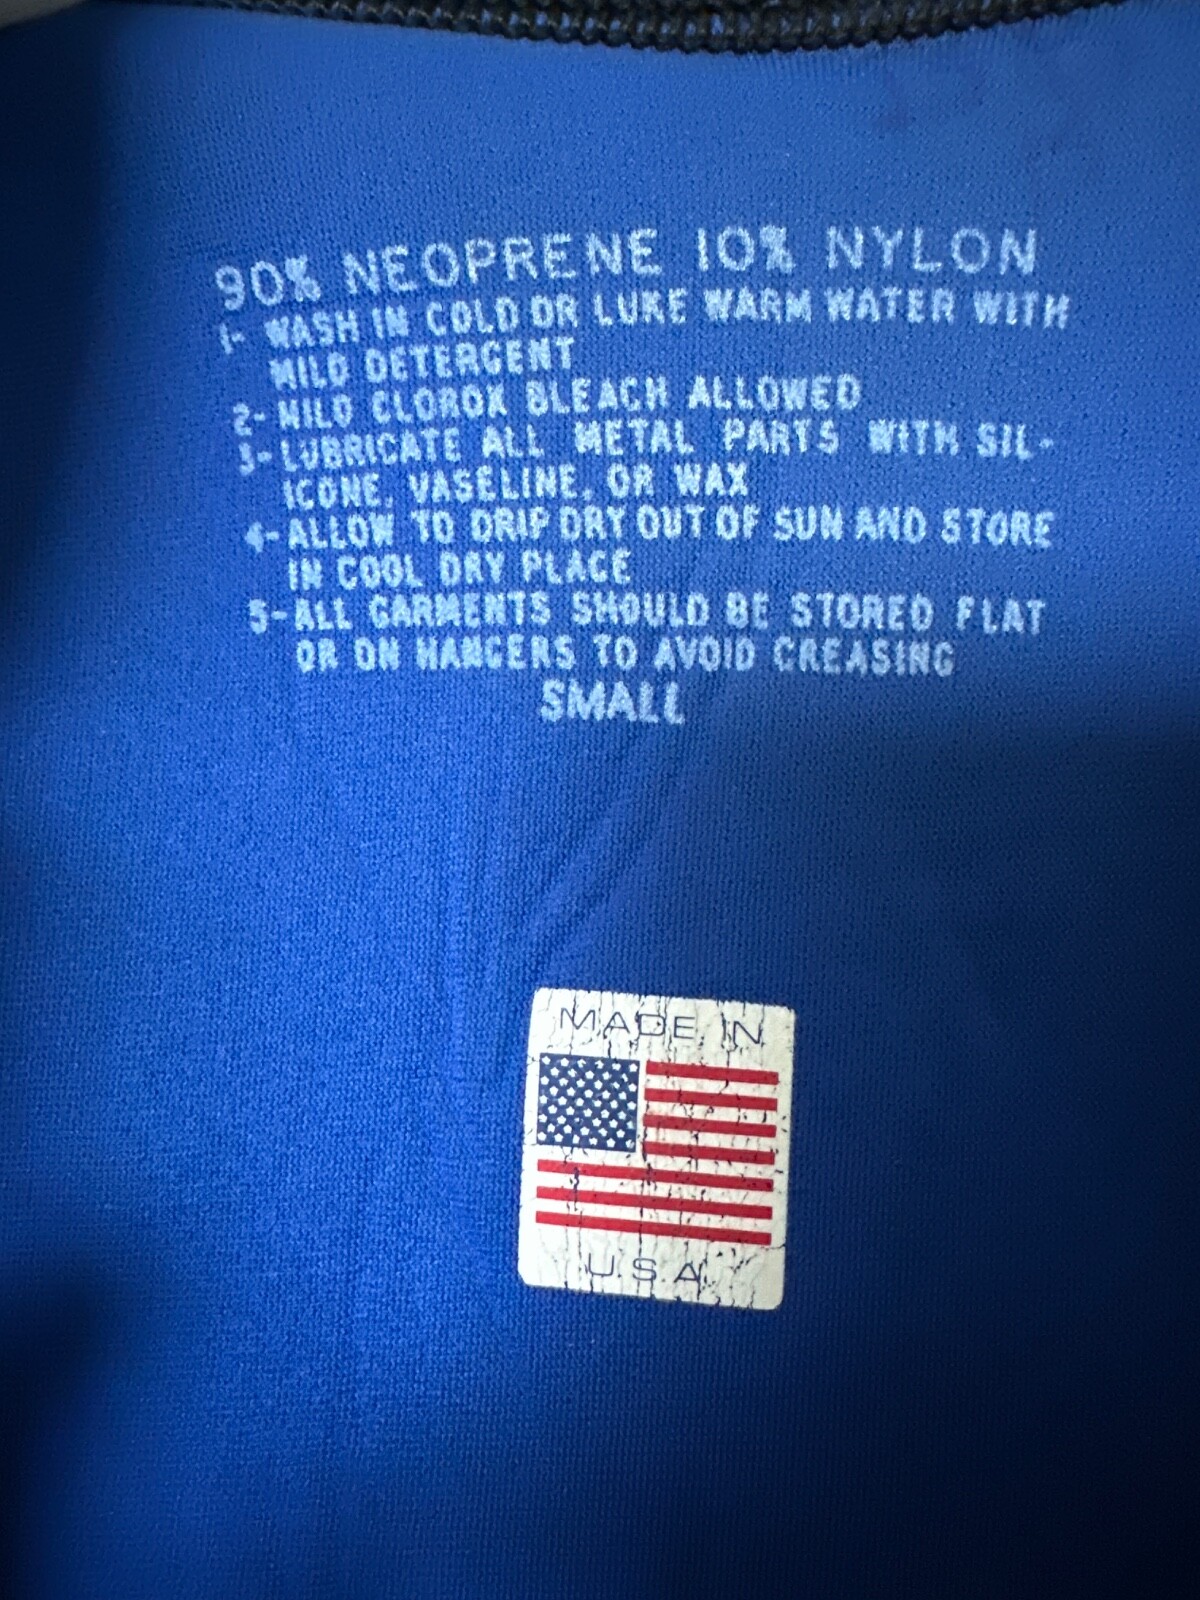 90% NEOPRENE 10% NYLON
1- WASH IN COLD OR LUKE WARM WATER WITH
MILD DETERGENT
2- MILD CLOROX BLEACH ALLOWED
3- LUBRICATE ALL METAL PARTS WITH SIL-
ICONE, VASELINE, OR WAX
4- ALLOW TO DRIP DRY OUT OF SUN AND STORE
IN COOL DRY PLACE
5- ALL GARMENTS SHOULD BE STORED FLAT
OR ON HANGERS TO AVOID CREASING
SMALL
MADE IN
U.S.A.